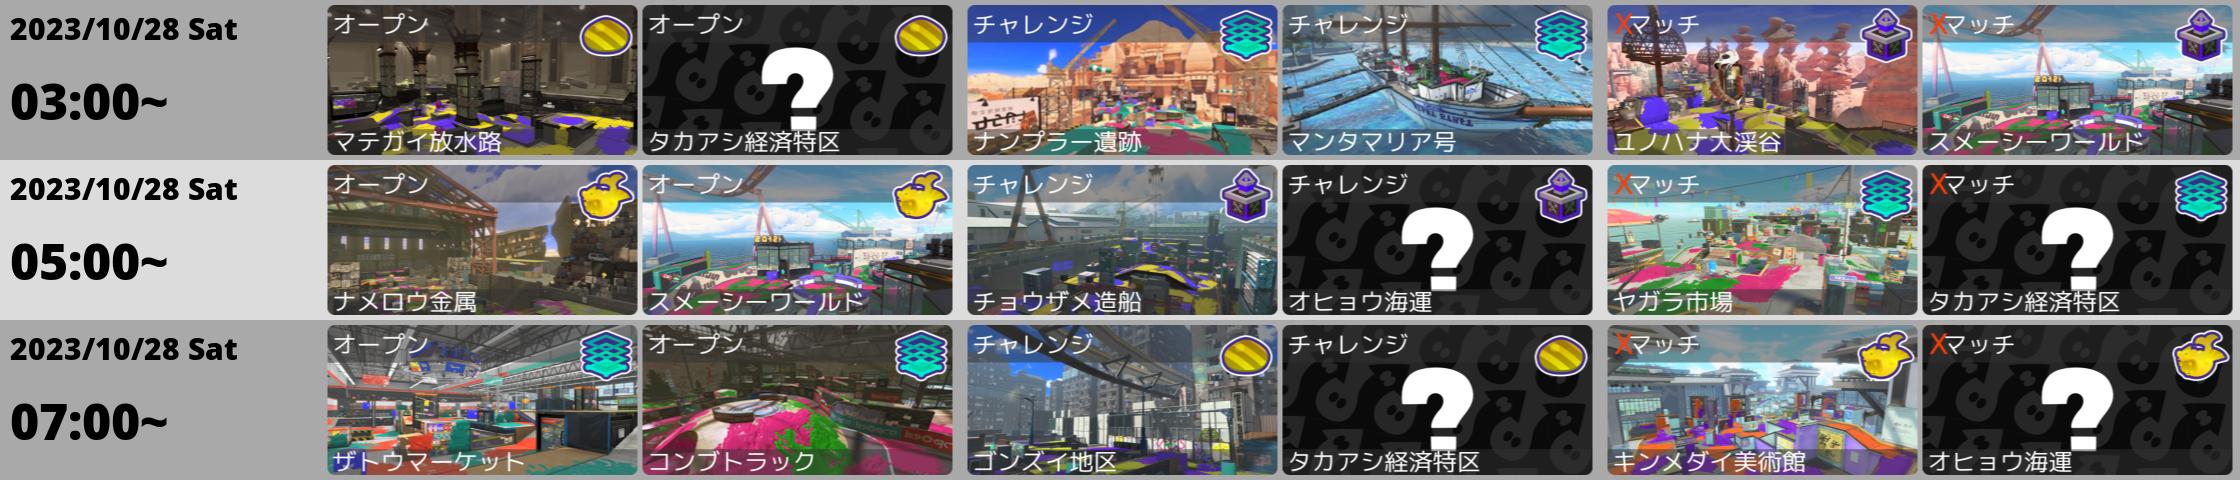 2023/10/28 Sat
03:00~
オープン
マテガイ放水路
オープン
?
タカアシ経済特区
チャレンジ
ナンプラー遺跡
チャレンジ
マンタマリア号
Xマッチ
ユノハナ大渓谷
Xマッチ
スメーシーワールド
2023/10/28 Sat
05:00~
オープン
ナメロウ金属
オープン
スメーシーワールド
チャレンジ
チョウザメ造船
チャレンジ
?
オヒョウ海運
Xマッチ
ヤガラ市場
Xマッチ
?
タカアシ経済特区
2023/10/28 Sat
07:00~
オープン
ザトウマーケット
オープン
コンブトラック
チャレンジ
ゴンズイ地区
チャレンジ
?
タカアシ経済特区
Xマッチ
キンメダイ美術館
Xマッチ
?
オヒョウ海運